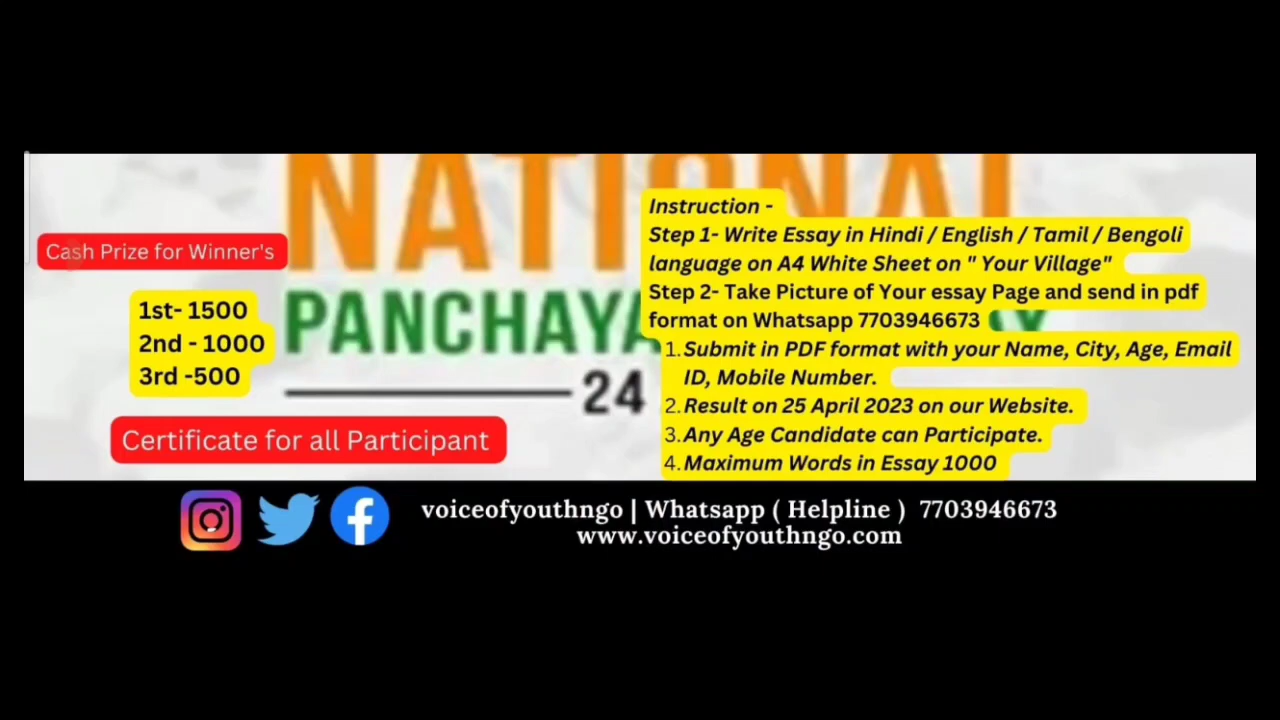 NATIONAL
PANCHAYA
24
Cash Prize for Winner's
1st- 1500
2nd - 1000
3rd -500
Certificate for all Participant
Instruction -
Step 1- Write Essay in Hindi / English / Tamil / Bengoli
language on A4 White Sheet on " Your Village"
Step 2- Take Picture of Your essay Page and send in pdf
format on Whatsapp 7703946673
1. Submit in PDF format with your Name, City, Age, Email
ID, Mobile Number.
2. Result on 25 April 2023 on our Website.
3. Any Age Candidate can Participate.
4. Maximum Words in Essay 1000
voiceofyouthngo | Whatsapp ( Helpline ) 7703946673
www.voiceofyouthngo.com